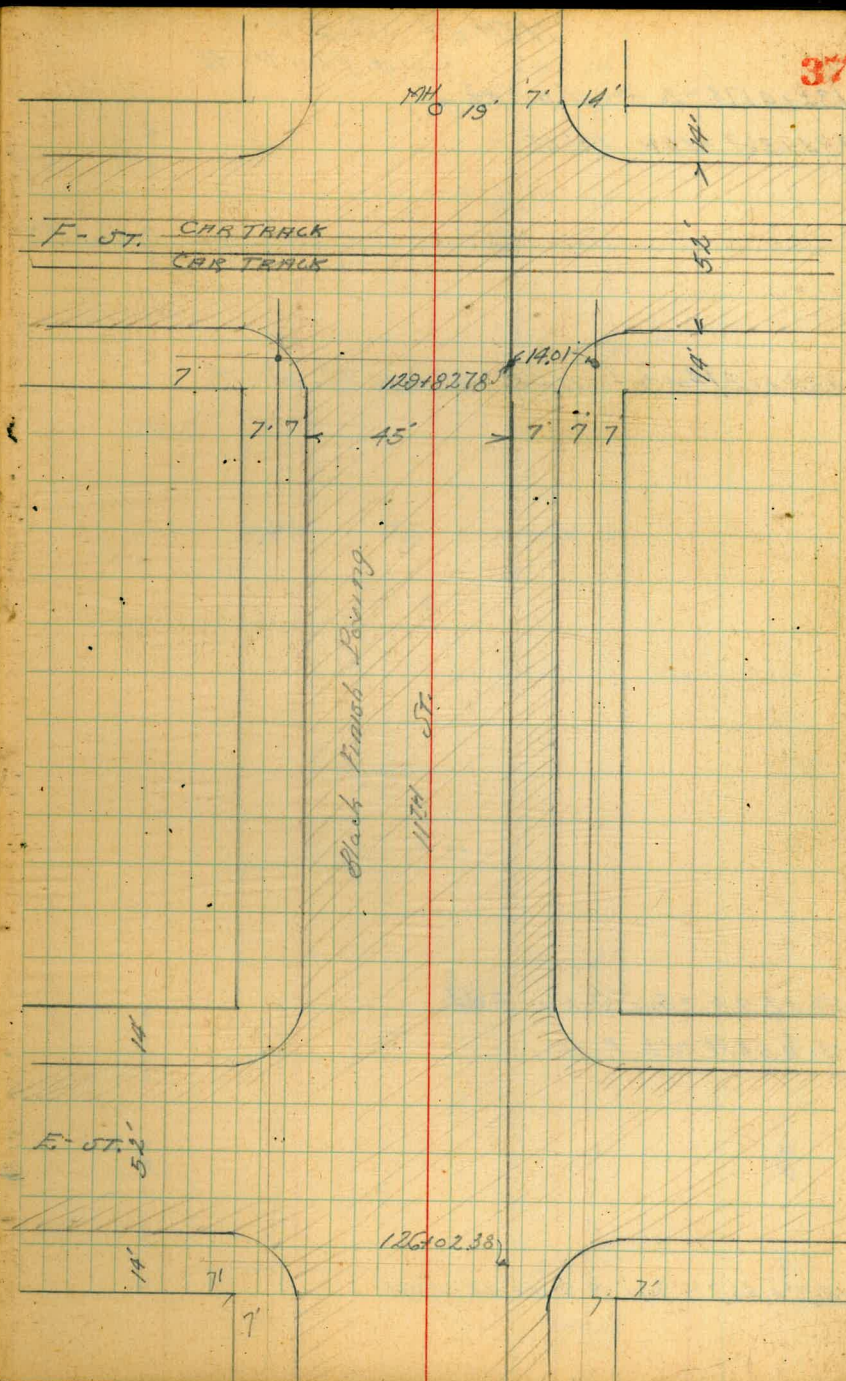 37
MH 19' 7' 14'
14'
F-ST. CAR TRACK
CAR TRACK
52'
14.01
14'
7
129+82.78
7' 7 45' 7' 7 7
Black Finish Paving
11TH ST.
14'
E-ST. 52'
126+02.38
14'
7' 7'
7' 7